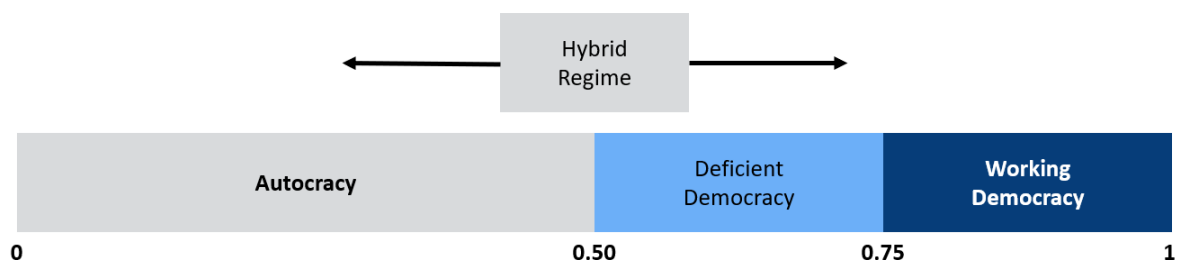 Hybrid
Regime
Autocracy
Deficient
Democracy
Working
Democracy
0
0.50
0.75
1